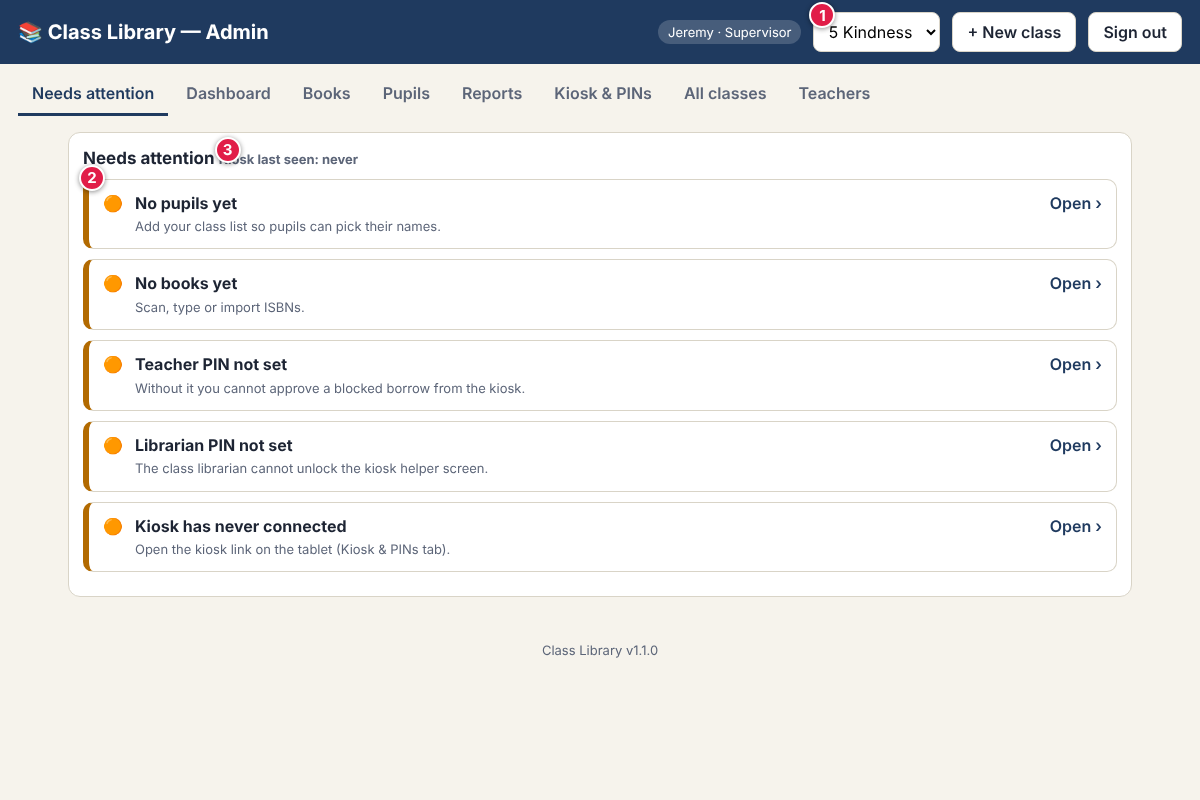 📚 Class Library — Admin
Jeremy · Supervisor
1
5 Kindness
+ New class
Sign out
Needs attention
Dashboard
Books
Pupils
Reports
Kiosk & PINs
All classes
Teachers
Needs attention
3
last seen: never
2
No pupils yet
Open ›
Add your class list so pupils can pick their names.
No books yet
Open ›
Scan, type or import ISBNs.
Teacher PIN not set
Open ›
Without it you cannot approve a blocked borrow from the kiosk.
Librarian PIN not set
Open ›
The class librarian cannot unlock the kiosk helper screen.
Kiosk has never connected
Open ›
Open the kiosk link on the tablet (Kiosk & PINs tab).
Class Library v1.1.0